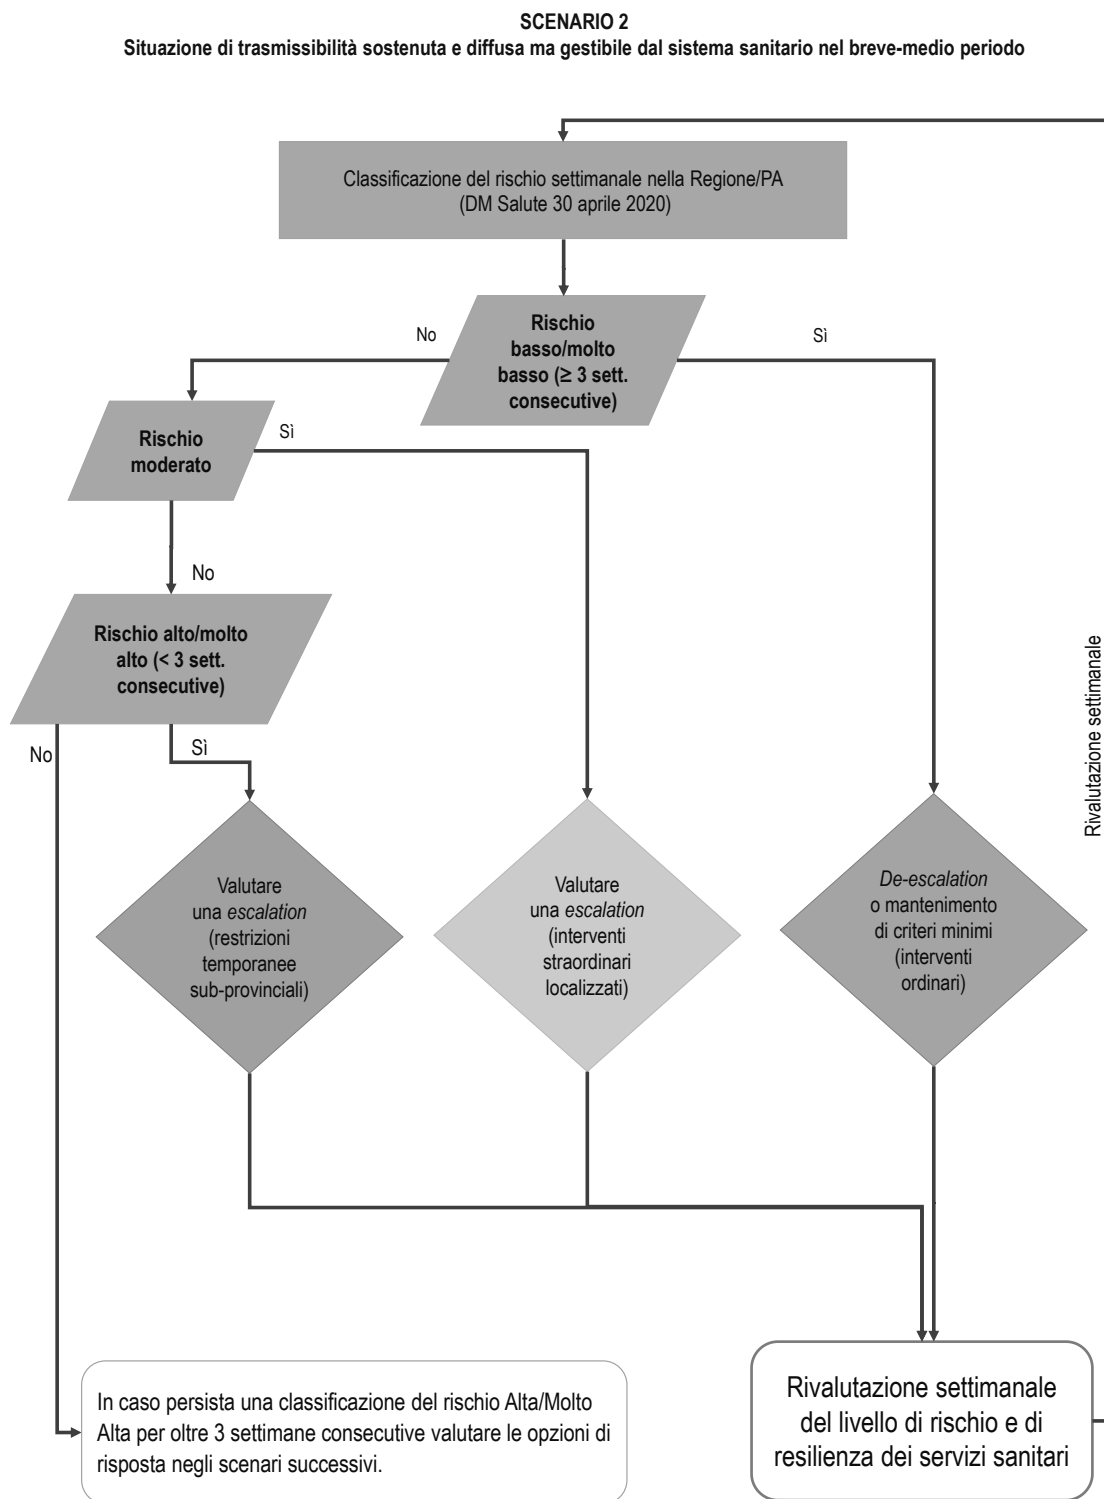 SCENARIO 2
Situazione di trasmissibilità sostenuta e diffusa ma gestibile dal sistema sanitario nel breve-medio periodo
Classificazione del rischio settimanale nella Regione/PA
(DM Salute 30 aprile 2020)
Rischio
basso/molto
basso (≥ 3 sett.
consecutive)
No
Sì
Rischio
moderato
Sì
No
Rischio alto/molto
alto (< 3 sett.
consecutive)
No
Sì
Rivalutazione settimanale
Valutare
una escalation
(restrizioni
temporanee
sub-provinciali)
Valutare
una escalation
(interventi
straordinari
localizzati)
De-escalation
o mantenimento
di criteri minimi
(interventi
ordinari)
In caso persista una classificazione del rischio Alta/Molto
Alta per oltre 3 settimane consecutive valutare le opzioni di
risposta negli scenari successivi.
Rivalutazione settimanale
del livello di rischio e di
resilienza dei servizi sanitari